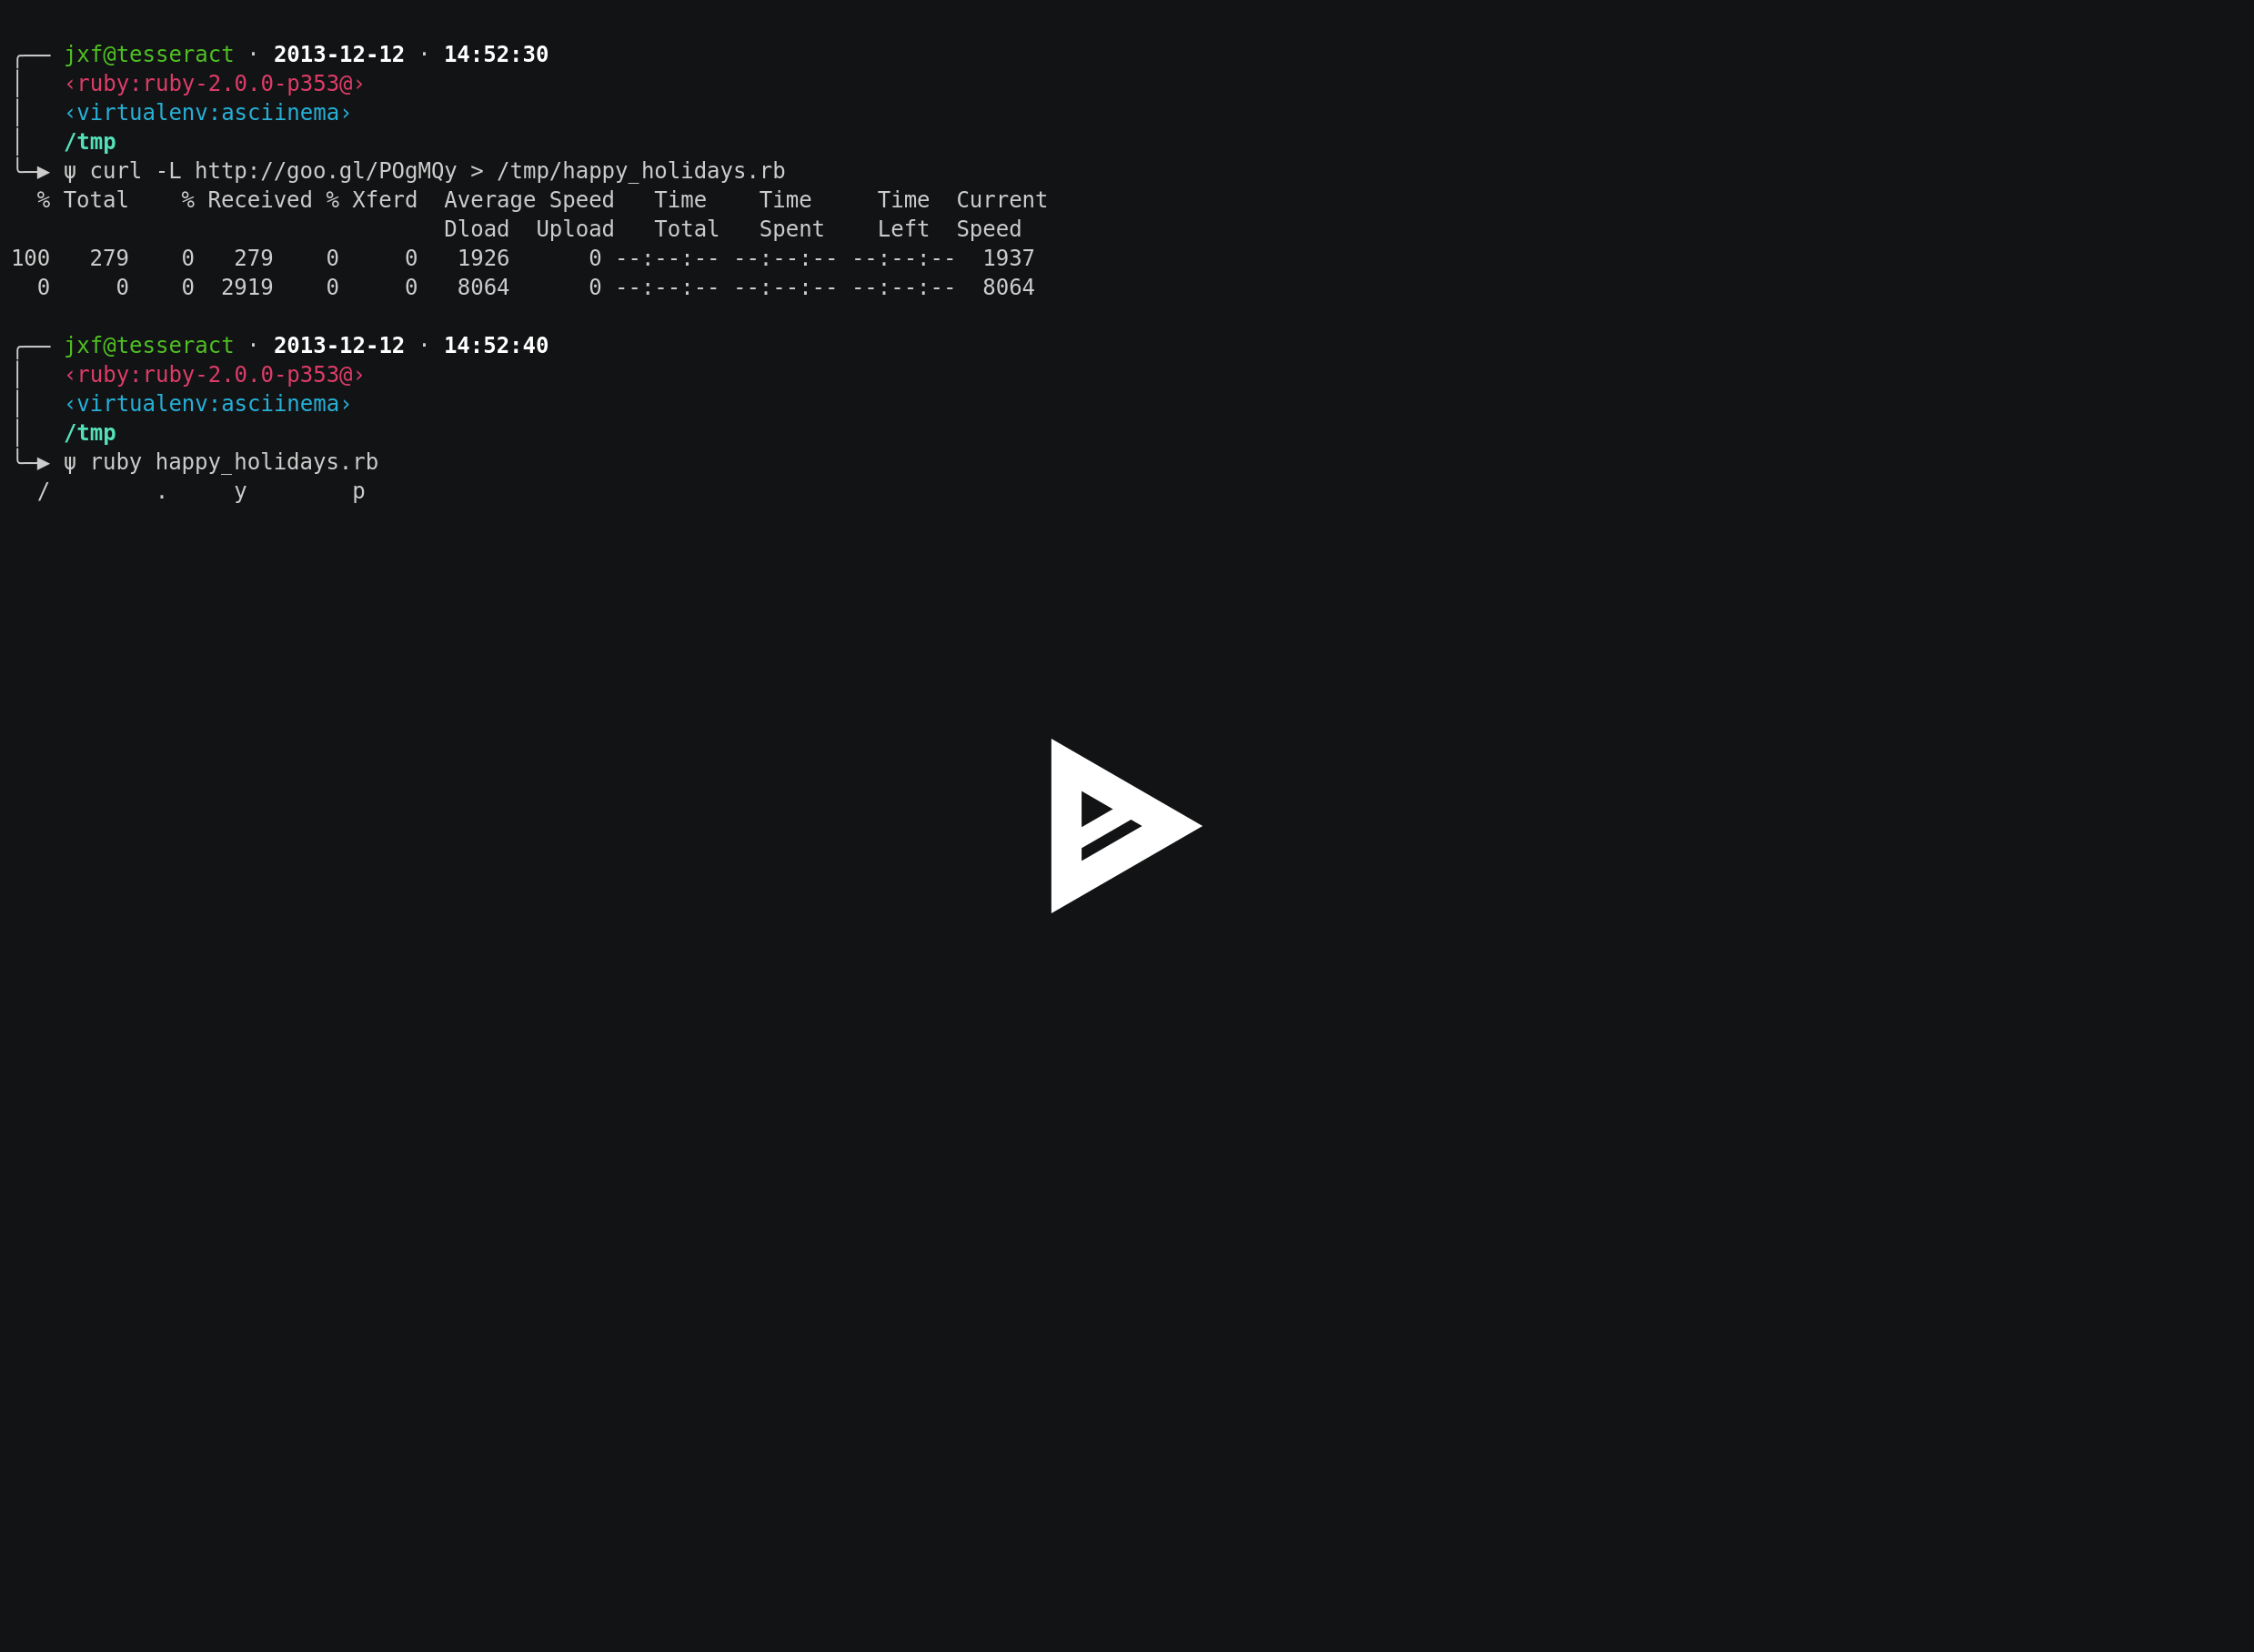 ╭── jxf@tesseract · 2013-12-12 · 14:52:30
│   ‹ruby:ruby-2.0.0-p353@›
│   ‹virtualenv:asciinema›
│   /tmp
╰─▶ ψ curl -L http://goo.gl/POgMQy > /tmp/happy_holidays.rb
  % Total    % Received % Xferd  Average Speed   Time    Time     Time  Current
                                 Dload  Upload   Total   Spent    Left  Speed
100   279    0   279    0     0   1926      0 --:--:-- --:--:-- --:--:--  1937
  0     0    0  2919    0     0   8064      0 --:--:-- --:--:-- --:--:--  8064
╭── jxf@tesseract · 2013-12-12 · 14:52:40
│   ‹ruby:ruby-2.0.0-p353@›
│   ‹virtualenv:asciinema›
│   /tmp
╰─▶ ψ ruby happy_holidays.rb
  /        .     y        p